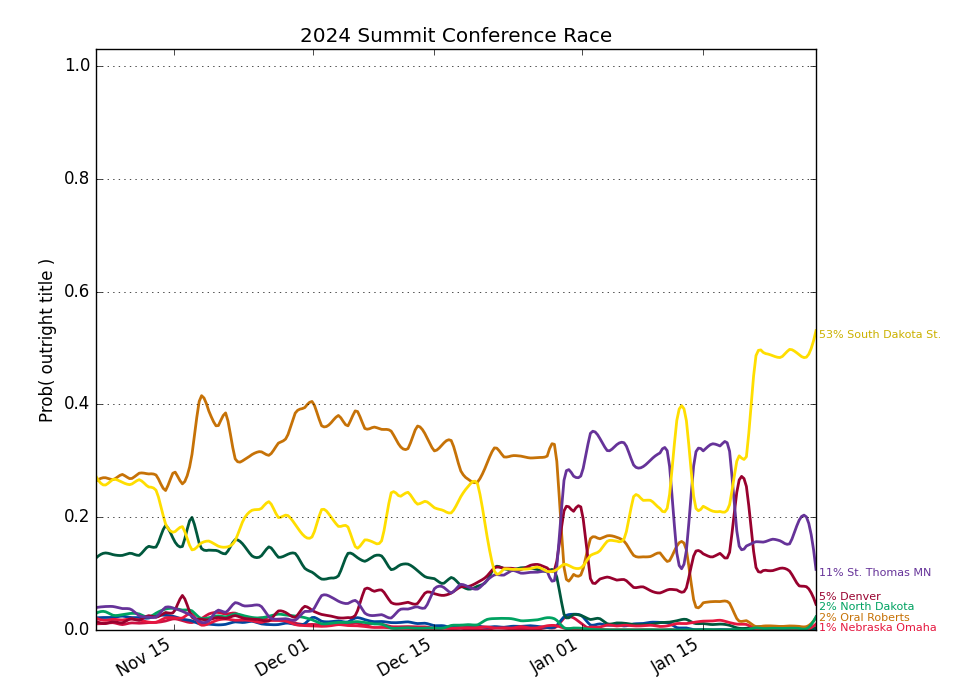 2024 Summit Conference Race
1.0
0.8
0.6
0.4
0.2
0.0
Prob( outright title )
Nov 15
Dec 01
Dec 15
Jan 01
Jan 15
53% South Dakota St.
11% St. Thomas MN
5% Denver
2% North Dakota
2% Oral Roberts
1% Nebraska Omaha